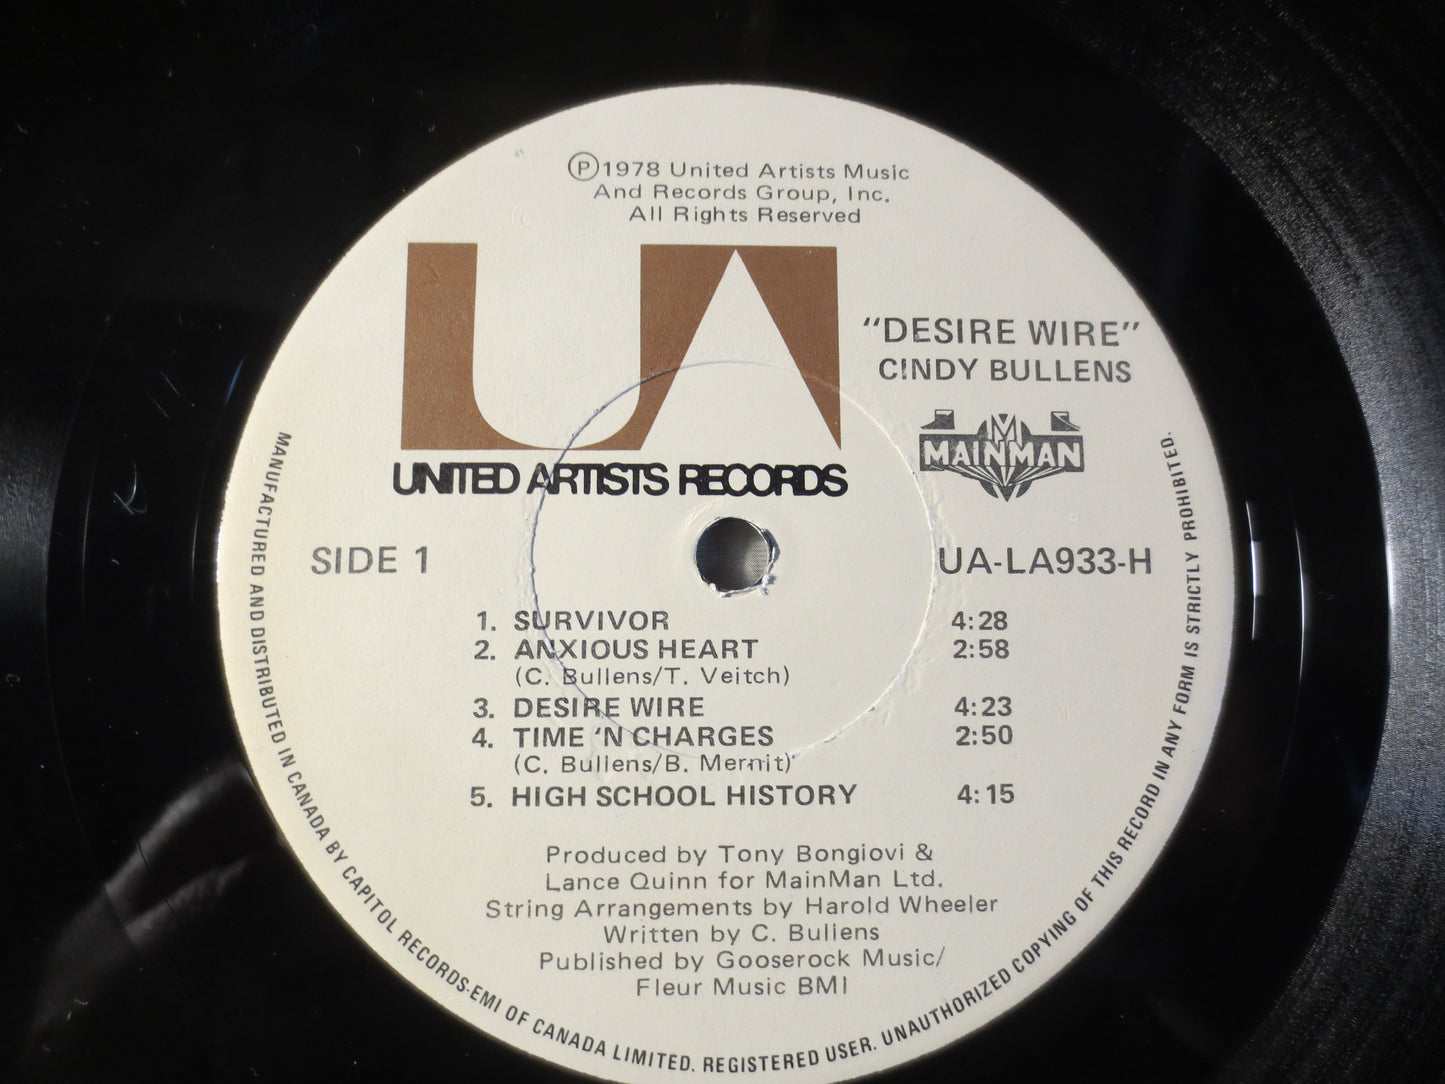 Ⓟ1978 United Artists Music
And Records Group, Inc.
All Rights Reserved
UA
UNITED ARTISTS RECORDS
"DESIRE WIRE"
CINDY BULLENS
M
MAINMAN
SIDE 1
UA-LA933-H
1. SURVIVOR 4:28
2. ANXIOUS HEART 2:58
(C. Bullens/T. Veitch)
3. DESIRE WIRE 4:23
4. TIME 'N CHARGES 2:50
(C. Bullens/B. Mernit)
5. HIGH SCHOOL HISTORY 4:15
Produced by Tony Bongiovi &
Lance Quinn for MainMan Ltd.
String Arrangements by Harold Wheeler
Written by C. Bullens
Published by Gooserock Music/
Fleur Music BMI
MANUFACTURED AND DISTRIBUTED IN CANADA BY CAPITOL RECORDS-EMI OF CANADA LIMITED. REGISTERED USER. UNAUTHORIZED COPYING OF THIS RECORD IN ANY FORM IS STRICTLY PROHIBITED.